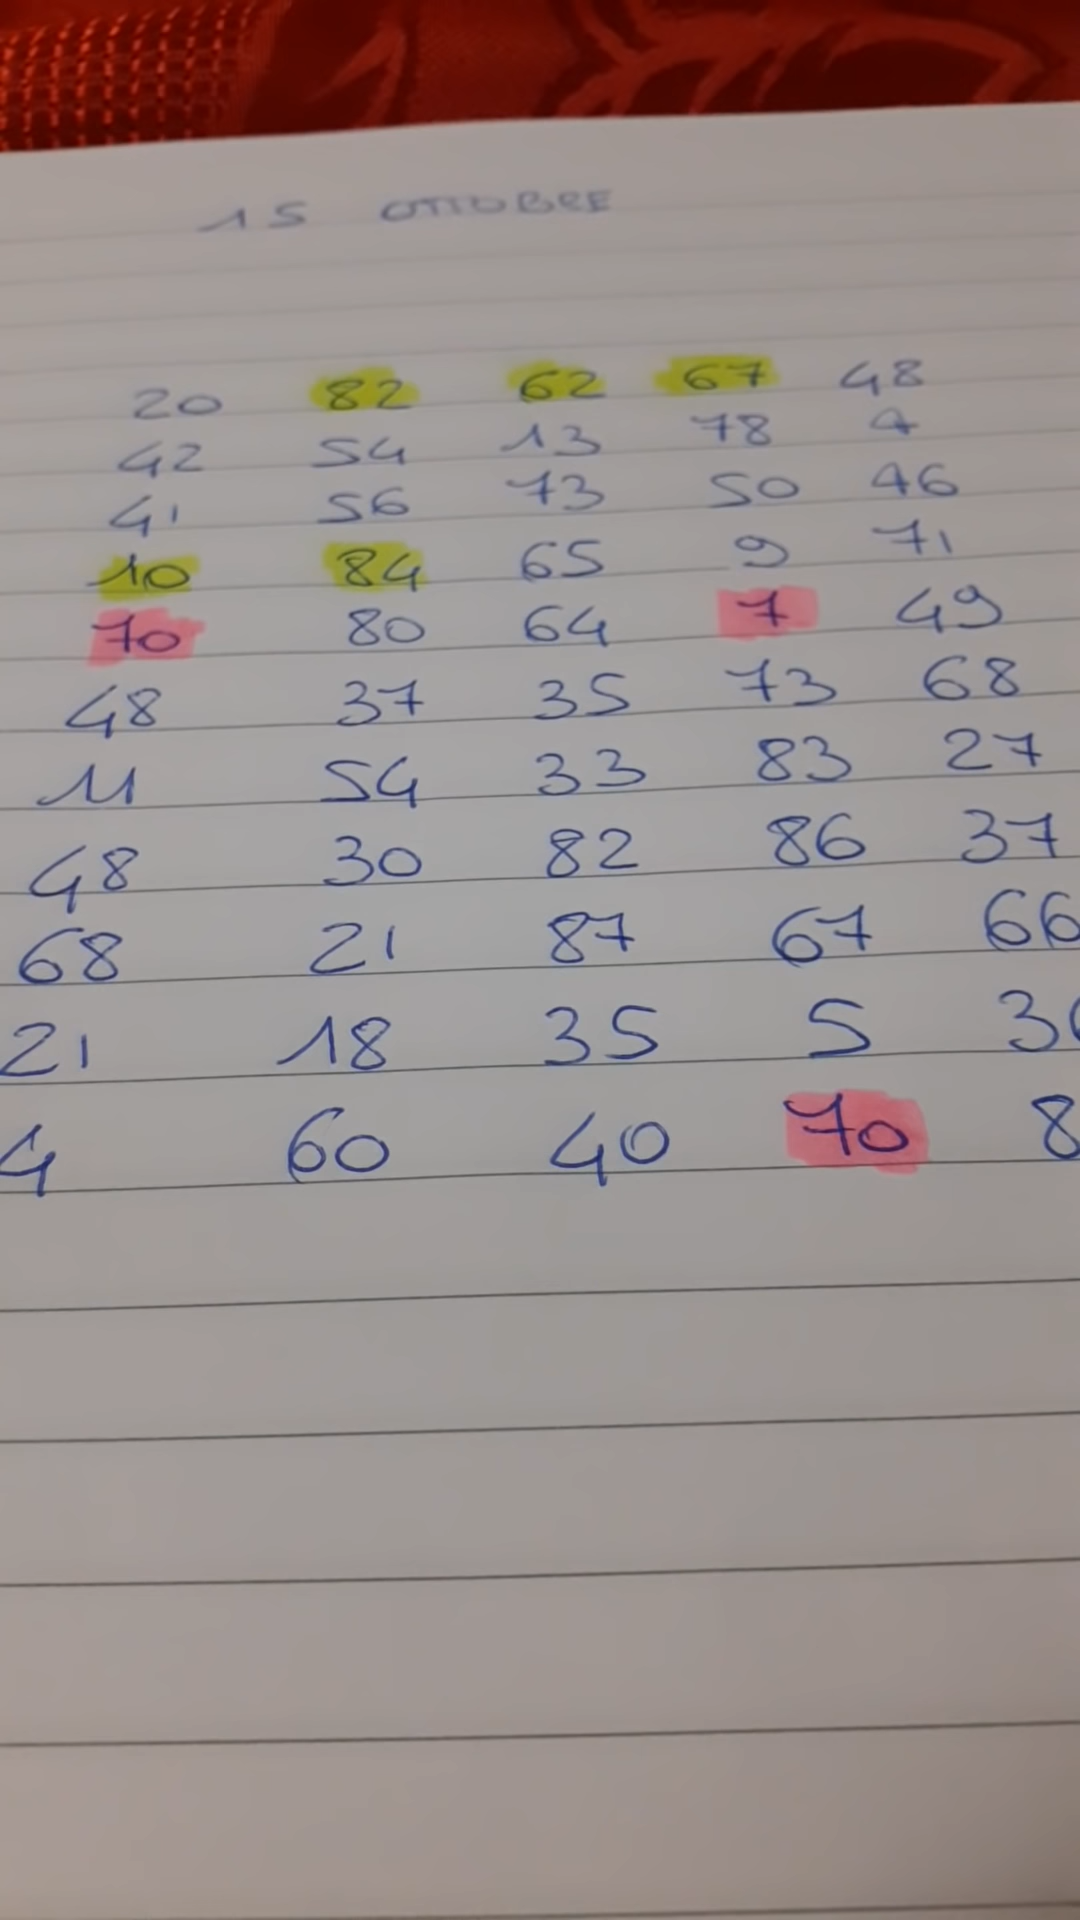 15 OTTOBRE
20 82 62 67 48
42 54 13 78 4
41 56 73 50 46
10 84 65 9 71
70 80 64 7 49
48 37 35 73 68
11 54 33 83 27
48 30 82 86 37
68 21 87 67 66
21 18 35 5
4 60 40 70